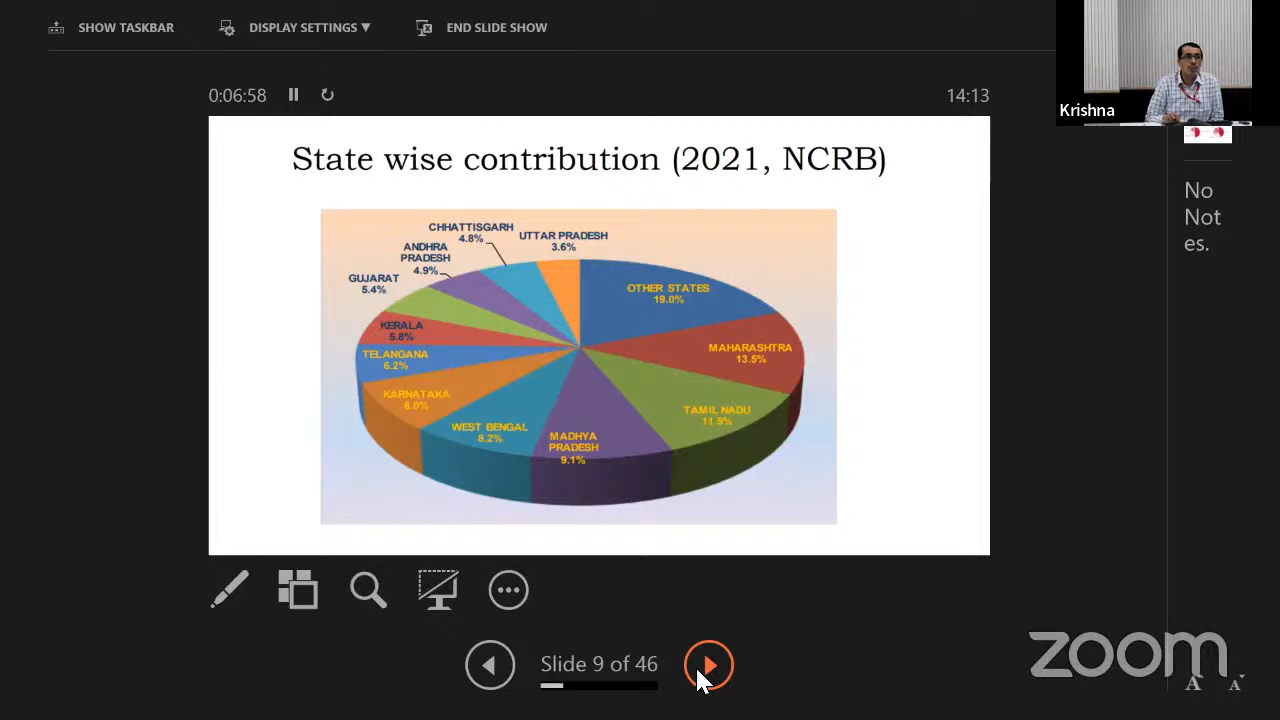 SHOW TASKBAR
DISPLAY SETTINGS ▼
END SLIDE SHOW
Krishna
0:06:58
14:13
State wise contribution (2021, NCRB)
CHHATTISGARH
4.8%
UTTAR PRADESH
3.6%
ANDHRA
PRADESH
4.9%
GUJARAT
5.4%
OTHER STATES
19.0%
KERALA
5.8%
MAHARASHTRA
13.5%
TELANGANA
6.2%
KARNATAKA
8.0%
TAMIL NADU
11.5%
WEST BENGAL
8.2%
MADHYA
PRADESH
9.1%
No
Not
es.
Slide 9 of 46
zoom
A
A